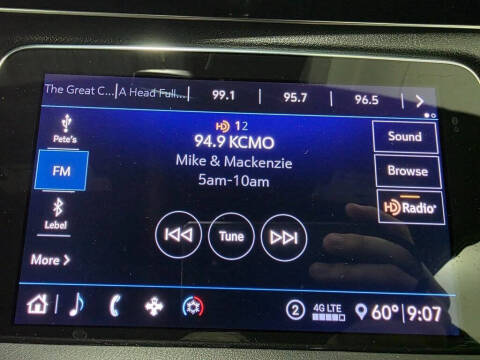 The Great C...
A Head Full...
99.1
95.7
96.5
HD 12
94.9 KCMO
Mike & Mackenzie
5am-10am
Pete's
FM
Lebel
More
Tune
Sound
Browse
HD Radio
2
4G LTE
60°
9:07